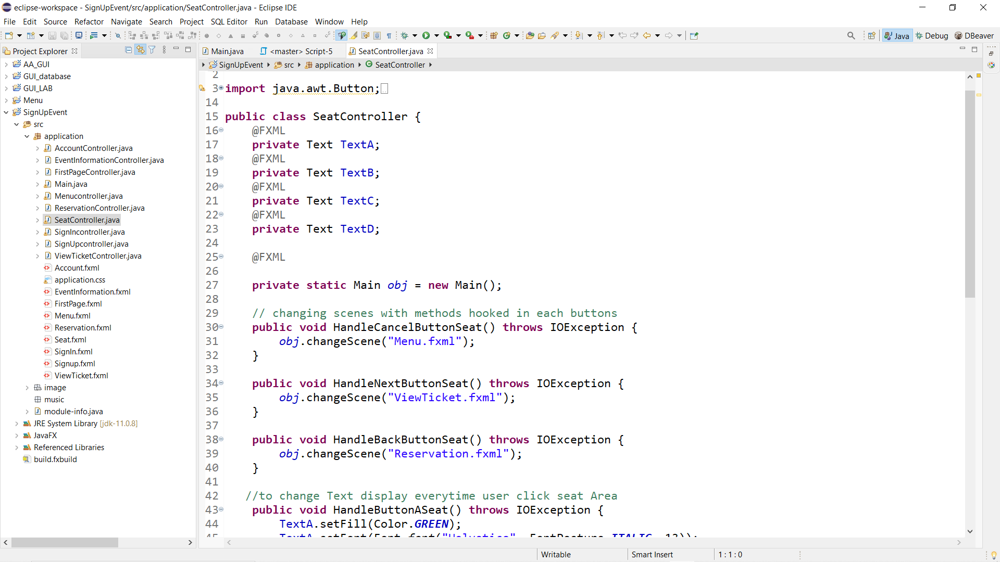 eclipse-workspace - SignUpEvent/src/application/SeatController.java - Eclipse IDE
File Edit Source Refactor Navigate Search Project SQL Editor Run Database Window Help
Java Debug DBeaver
Project Explorer
Main.java <master> Script-5 SeatController.java
SignUpEvent src application SeatController
AA_GUI
GUI_database
GUI_LAB
Menu
SignUpEvent
src
application
AccountController.java
EventInformationController.java
FirstPageController.java
Main.java
Menucontroller.java
ReservationController.java
SeatController.java
SignIncontroller.java
SignUpcontroller.java
ViewTicketController.java
Account.fxml
application.css
EventInformation.fxml
FirstPage.fxml
Menu.fxml
Reservation.fxml
Seat.fxml
SignIn.fxml
Signup.fxml
ViewTicket.fxml
image
music
module-info.java
JRE System Library [jdk-11.0.8]
JavaFX
Referenced Libraries
build.fxbuild
2
3 import java.awt.Button;
14
15 public class SeatController {
16 @FXML
17 private Text TextA;
18 @FXML
19 private Text TextB;
20 @FXML
21 private Text TextC;
22 @FXML
23 private Text TextD;
24
25 @FXML
26
27 private static Main obj = new Main();
28
29 // changing scenes with methods hooked in each buttons
30 public void HandleCancelButtonSeat() throws IOException {
31 obj.changeScene("Menu.fxml");
32 }
33
34 public void HandleNextButtonSeat() throws IOException {
35 obj.changeScene("ViewTicket.fxml");
36 }
37
38 public void HandleBackButtonSeat() throws IOException {
39 obj.changeScene("Reservation.fxml");
40 }
41
42 //to change Text display everytime user click seat Area
43 public void HandleButtonASeat() throws IOException {
44 TextA.setFill(Color.GREEN);
45 TextA.setFont(Font.font("Helvetica", FontPosture.ITALIC, 13));
Writable Smart Insert 1 : 1 : 0